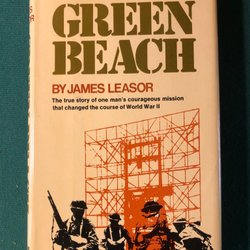 GREEN
BEACH
BY JAMES LEASOR
The true story of one man's courageous mission
that changed the course of World War II